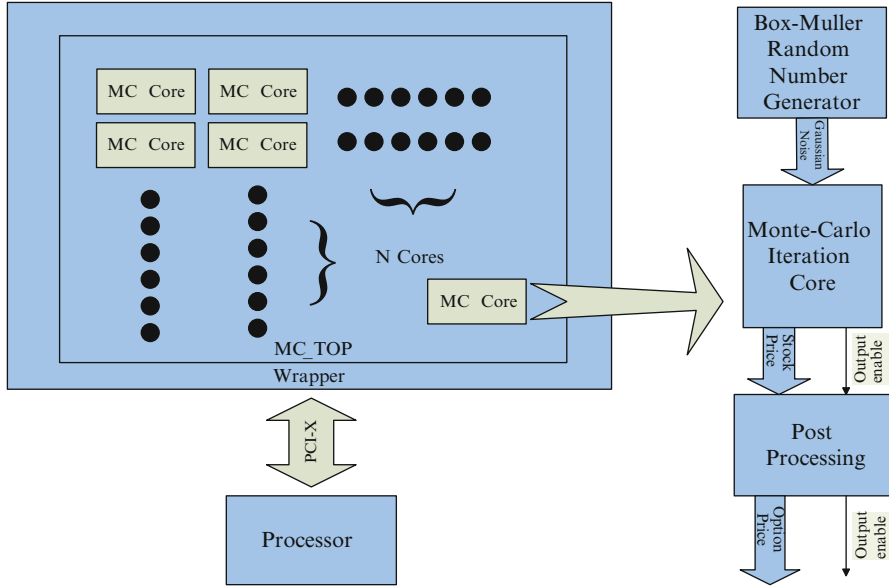 MC Core
MC Core
MC Core
MC Core
N Cores
MC Core
MC_TOP
Wrapper
PCI-X
Processor
Box-Muller
Random
Number
Generator
Gaussian
Noise
Monte-Carlo
Iteration
Core
Stock
Price
Output
enable
Post
Processing
Option
Price
Output
enable